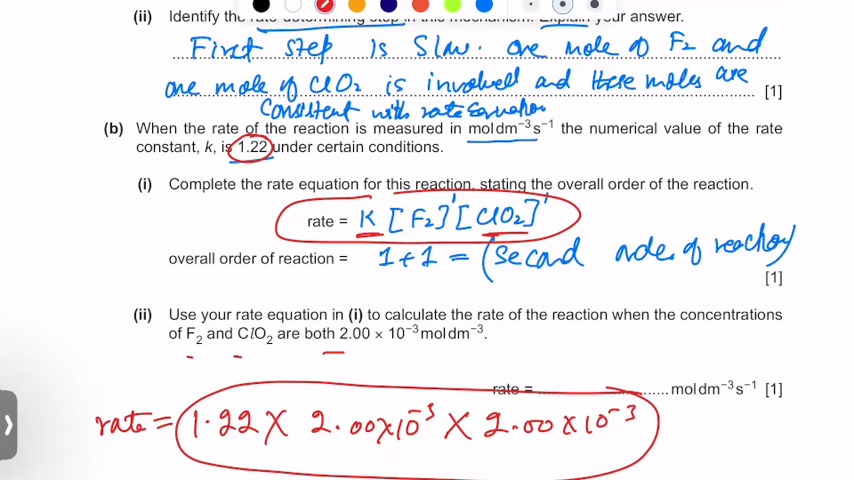 (ii) Identify the rate-determining step in this mechanism. Explain your answer.
First step is slow. one mole of F2 and
one mole of ClO2 is involved and these moles are
[1]
consistent with rate equation
(b) When the rate of the reaction is measured in mol dm⁻³ s⁻¹ the numerical value of the rate
constant, k, is 1.22 under certain conditions.
(i) Complete the rate equation for this reaction, stating the overall order of the reaction.
rate = K [F2]¹ [ClO2]¹
overall order of reaction = 1+1 = (Second order of reaction)
[1]
(ii) Use your rate equation in (i) to calculate the rate of the reaction when the concentrations
of F₂ and ClO₂ are both 2.00 × 10⁻³ mol dm⁻³.
rate = .................... mol dm⁻³ s⁻¹ [1]
rate = 1.22 X 2.00x10⁻³ X 2.00x10⁻³